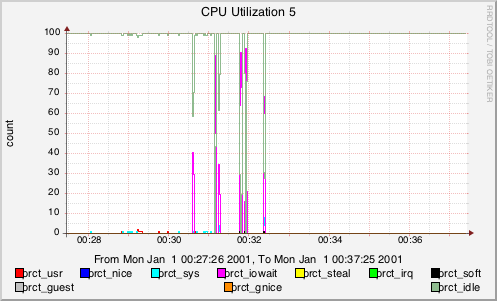 CPU Utilization 5
RRDTOOL / TOBI OETIKER
count
100
90
80
70
60
50
40
30
20
10
0
00:28 00:30 00:32 00:34 00:36
From Mon Jan 1 00:27:26 2001, To Mon Jan 1 00:37:25 2001
prct_usr prct_nice prct_sys prct_iowait prct_steal prct_irq prct_soft
prct_guest prct_gnice prct_idle